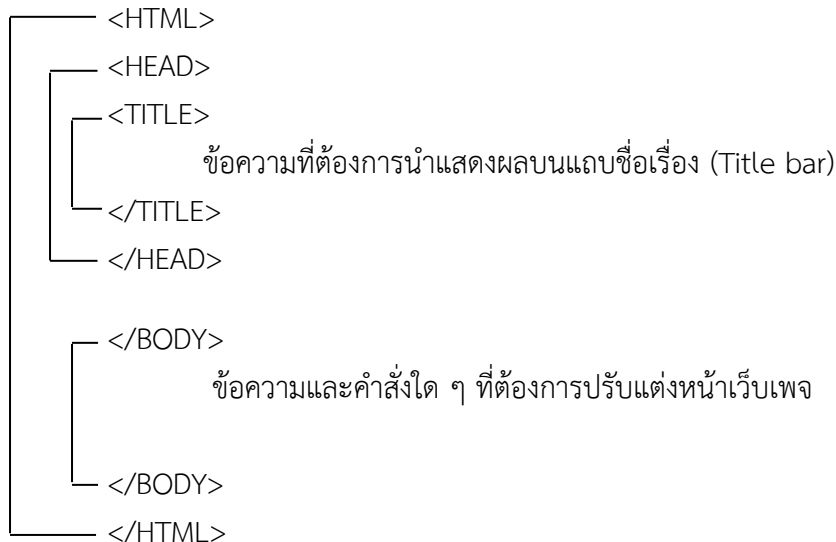 <HTML>
<HEAD>
<TITLE>
ข้อความที่ต้องการนำแสดงผลบนแถบชื่อเรื่อง (Title bar)
</TITLE>
</HEAD>
</BODY>
ข้อความและคำสั่งใด ๆ ที่ต้องการปรับแต่งหน้าเว็บเพจ
</BODY>
</HTML>